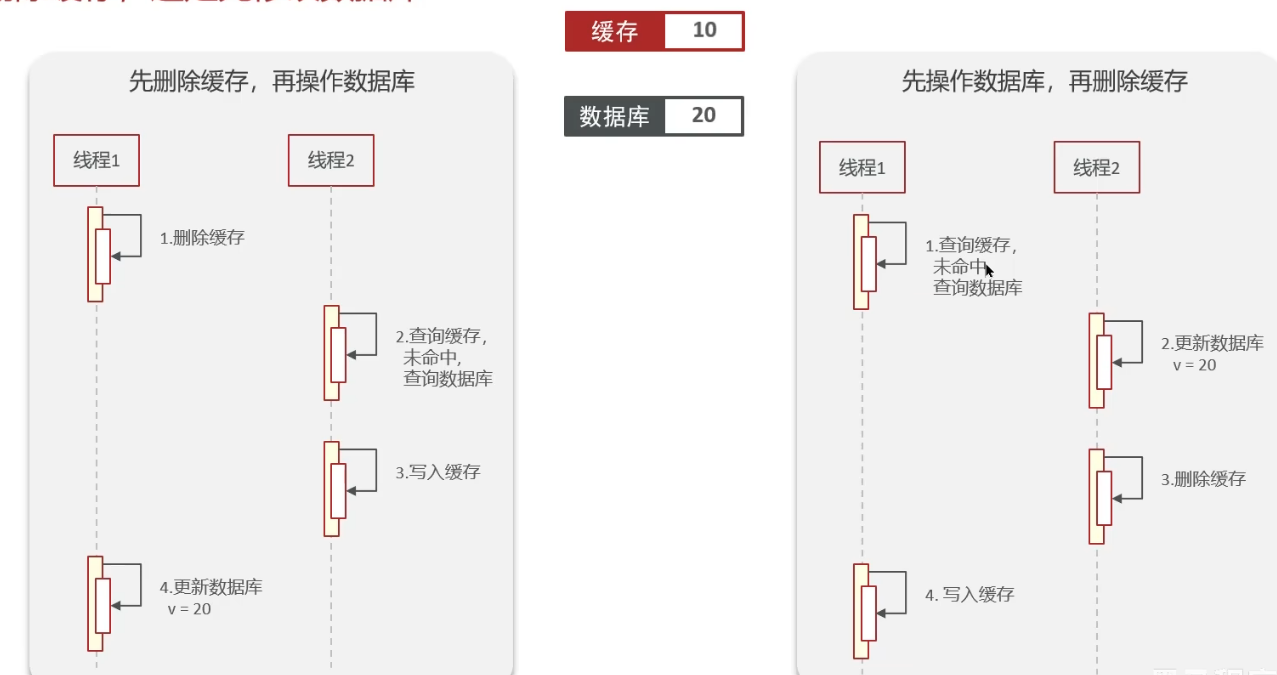 缓存 10
数据库 20
先删除缓存，再操作数据库
线程1
线程2
1.删除缓存
2.查询缓存，
未命中，
查询数据库
3.写入缓存
4.更新数据库
v = 20
先操作数据库，再删除缓存
线程1
线程2
1.查询缓存，
未命中，
查询数据库
2.更新数据库
v = 20
3.删除缓存
4. 写入缓存